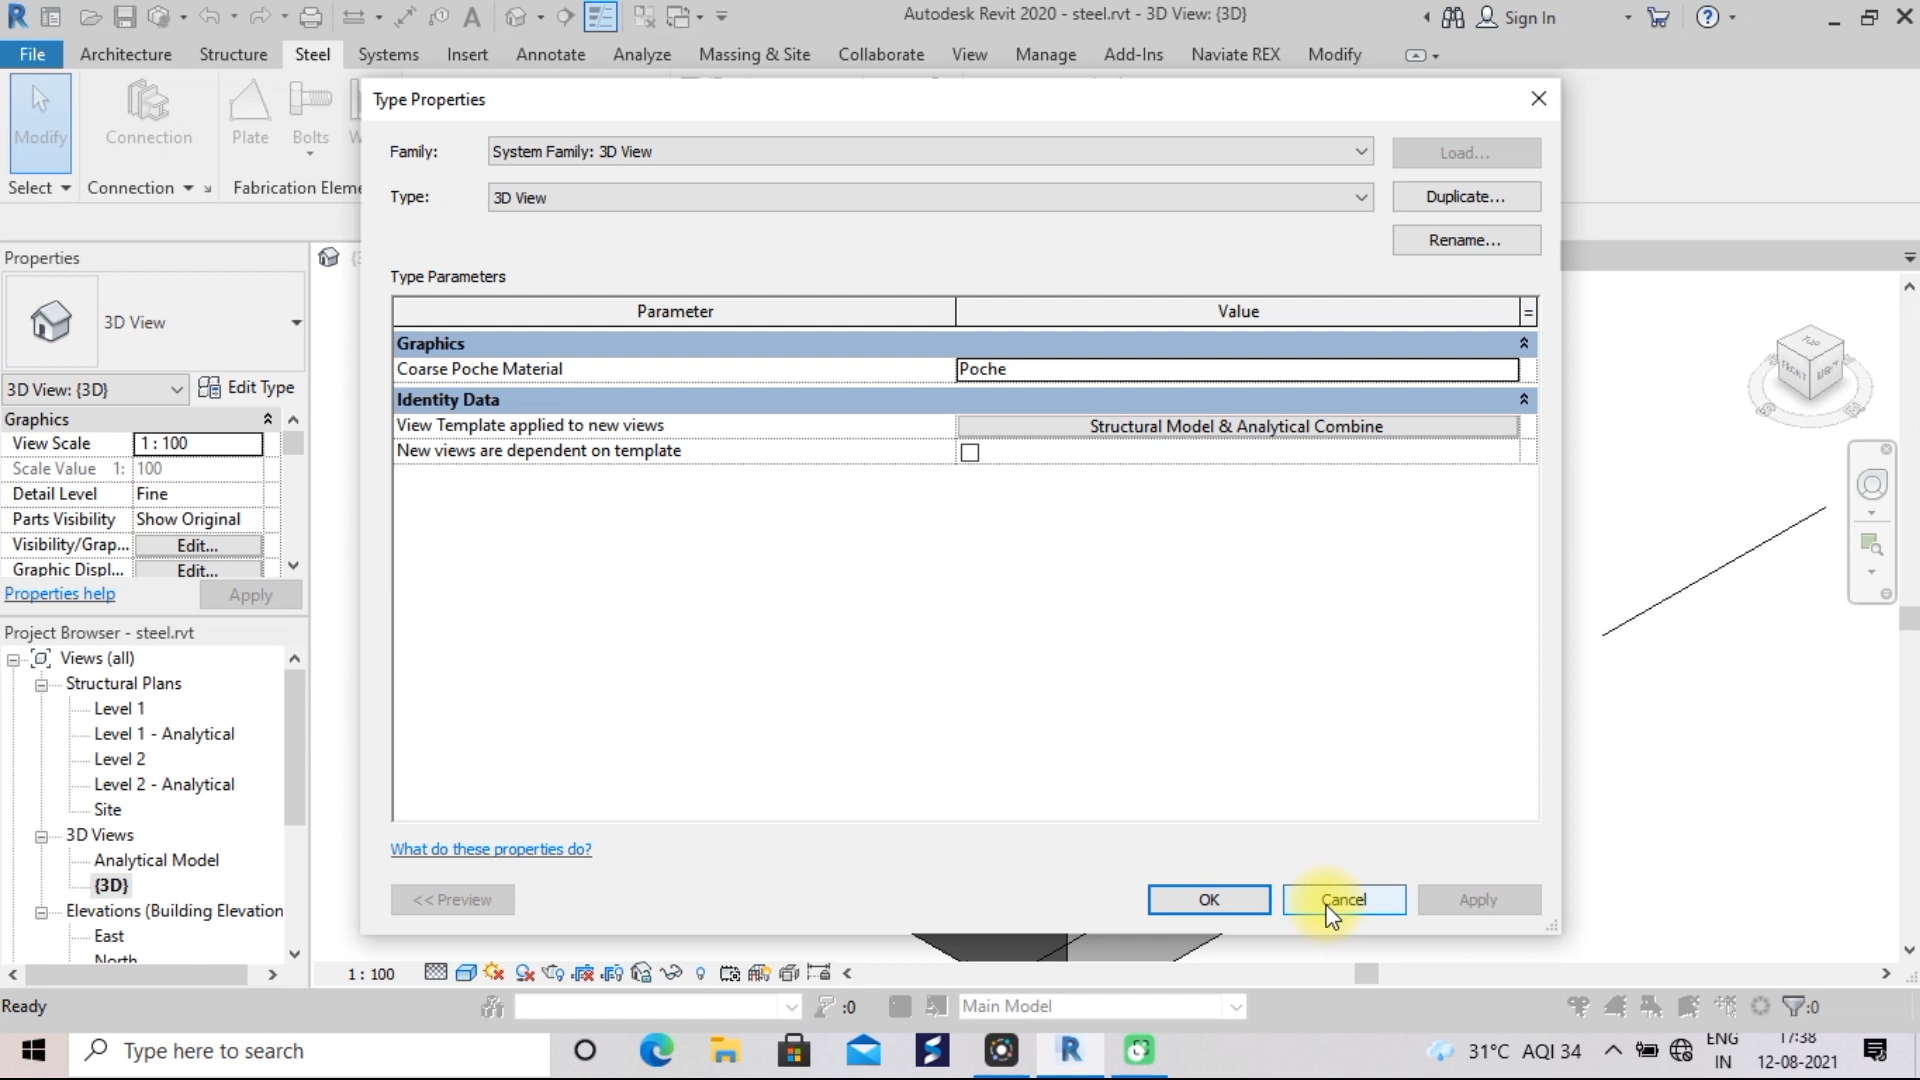 Autodesk Revit 2020 - steel.rvt - 3D View: {3D}
Sign In
File Architecture Structure Steel Systems Insert Annotate Analyze Massing & Site Collaborate View Manage Add-Ins Naviate REX Modify
Modify Connection Plate Bolts W
Select Connection Fabrication Eleme
Type Properties
Family: System Family: 3D View Load...
Type: 3D View Duplicate...
Rename...
Type Parameters
Parameter Value =
Graphics
Coarse Poche Material Poche
Identity Data
View Template applied to new views Structural Model & Analytical Combine
New views are dependent on template
What do these properties do?
<< Preview OK Cancel Apply
Properties
3D View
3D View: {3D} Edit Type
Graphics
View Scale 1 : 100
Scale Value 1: 100
Detail Level Fine
Parts Visibility Show Original
Visibility/Grap... Edit...
Graphic Displ... Edit...
Properties help Apply
Project Browser - steel.rvt
Views (all)
Structural Plans
Level 1
Level 1 - Analytical
Level 2
Level 2 - Analytical
Site
3D Views
Analytical Model
{3D}
Elevations (Building Elevation
East
North
TOP
FRONT RIGHT
1 : 100
Ready :0 Main Model :0
Type here to search
31°C AQI 34
ENG
IN
17:38
12-08-2021